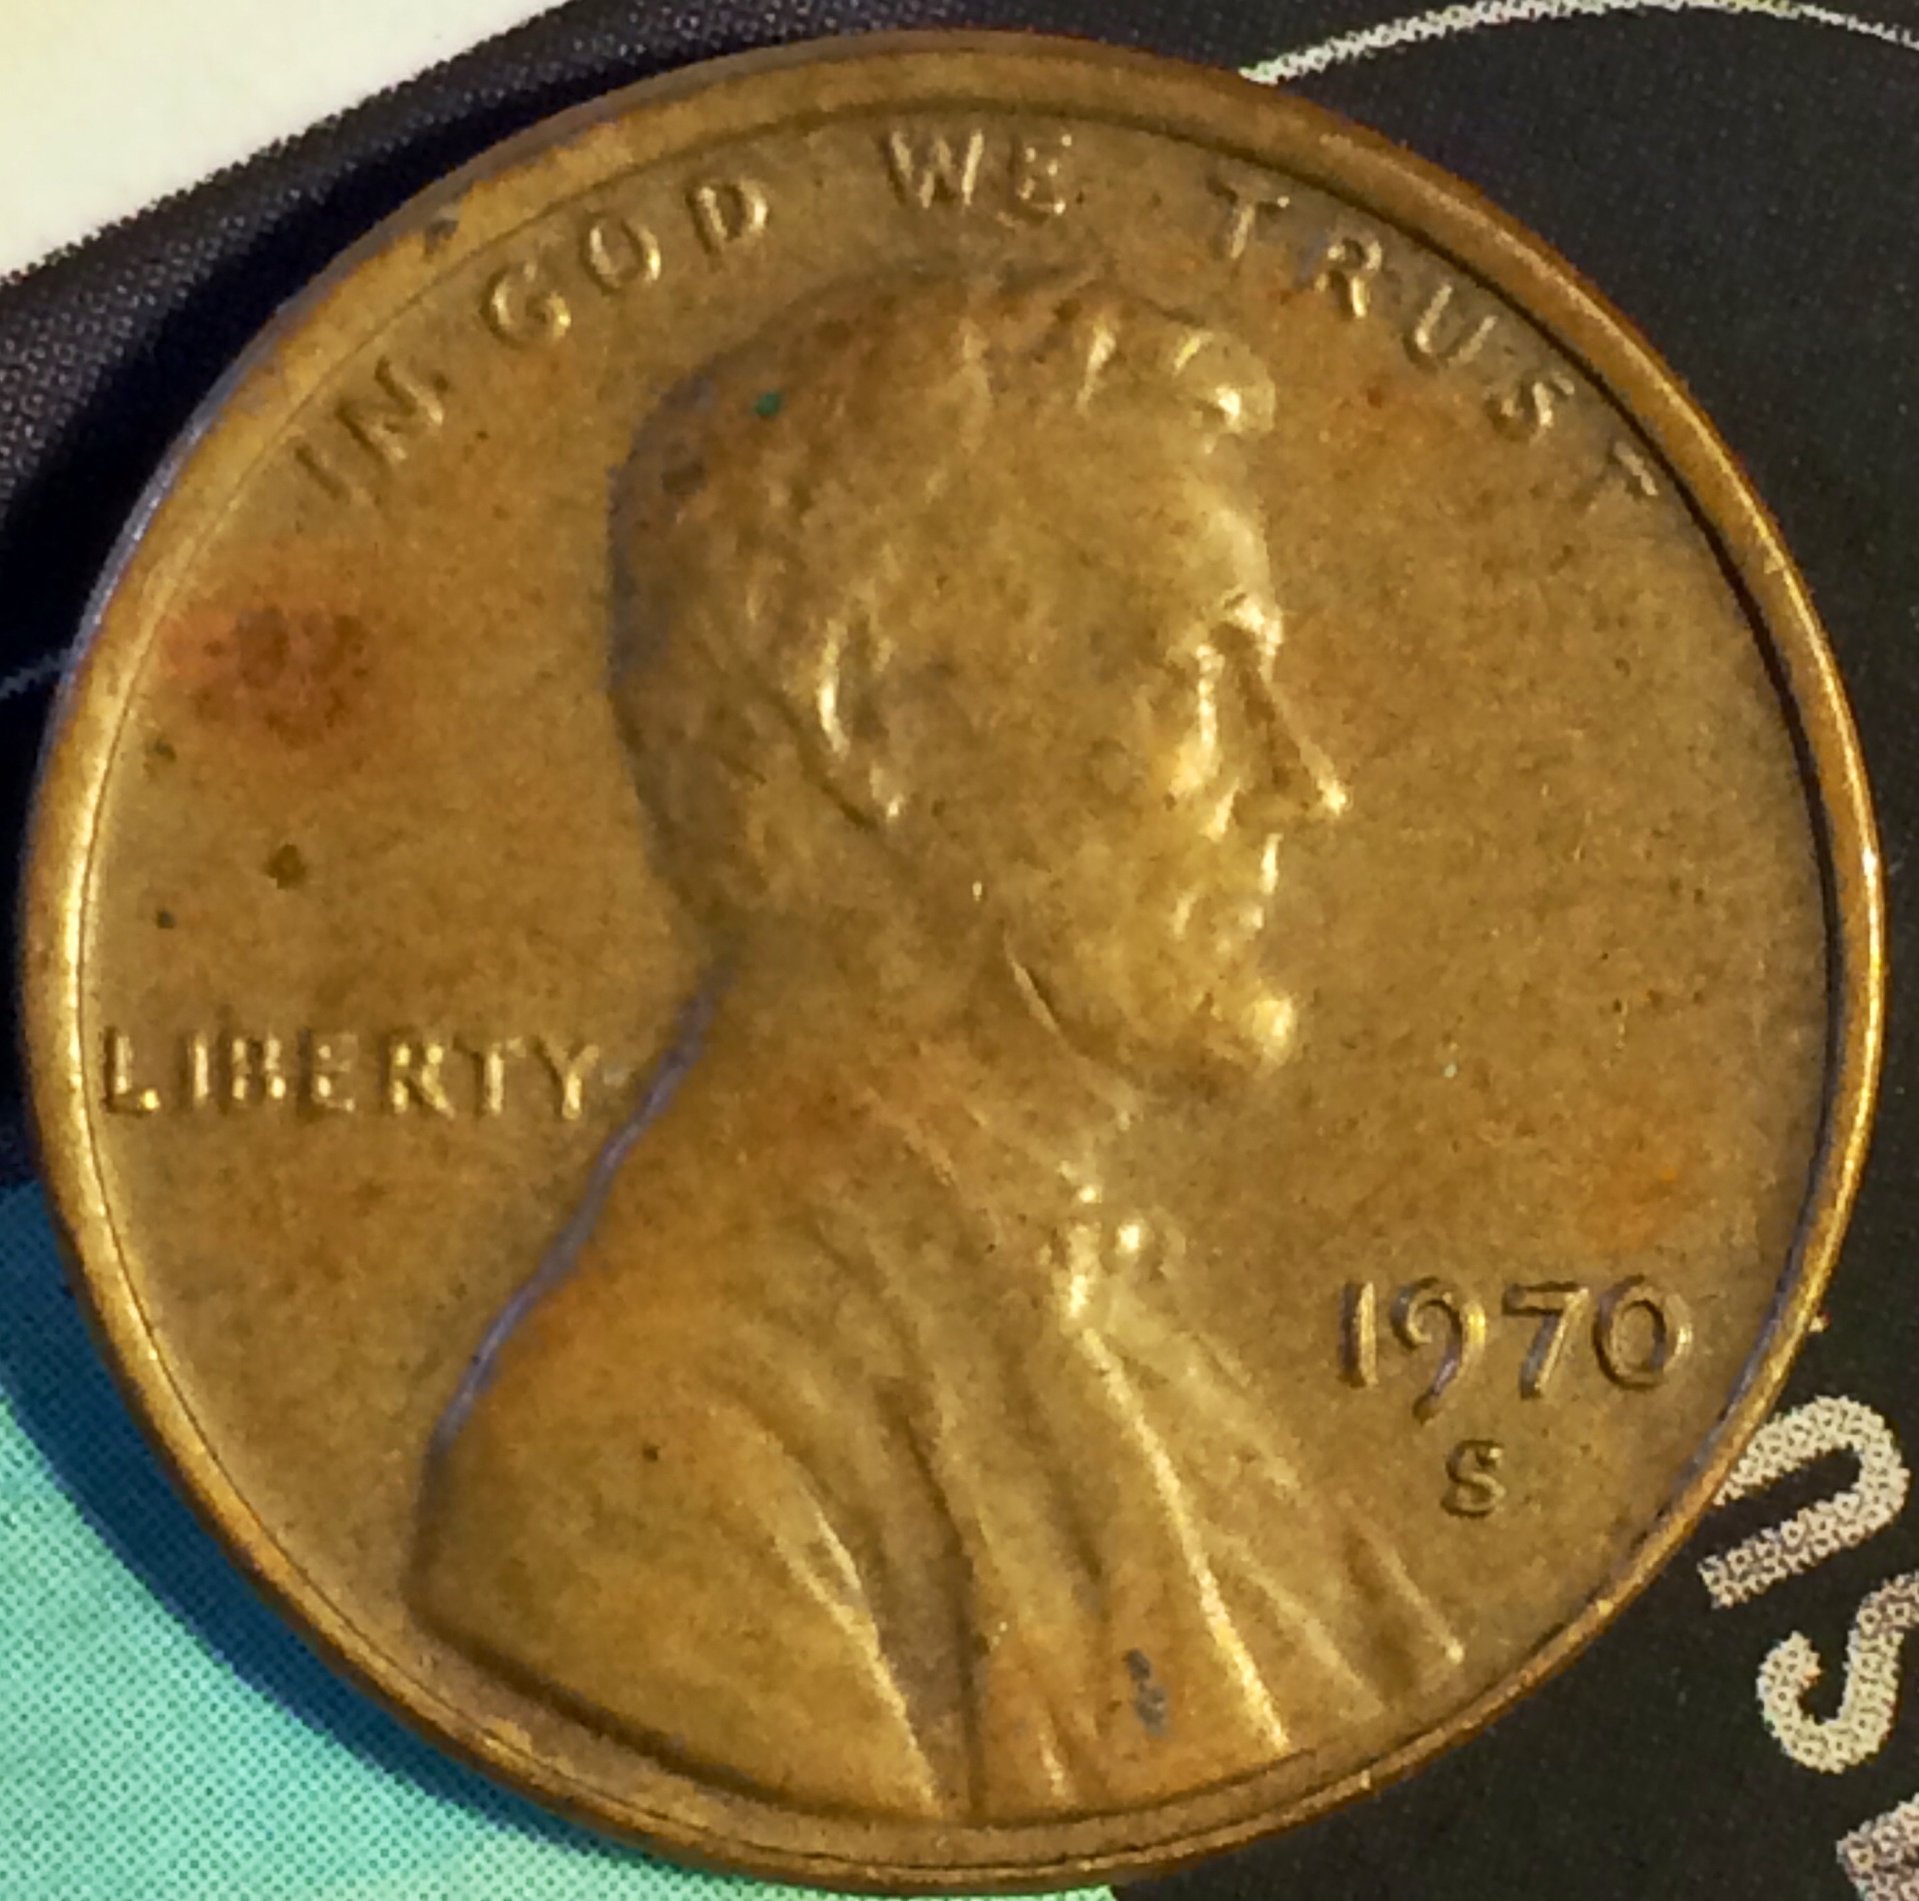 IN GOD WE TRUST
LIBERTY
1970
S